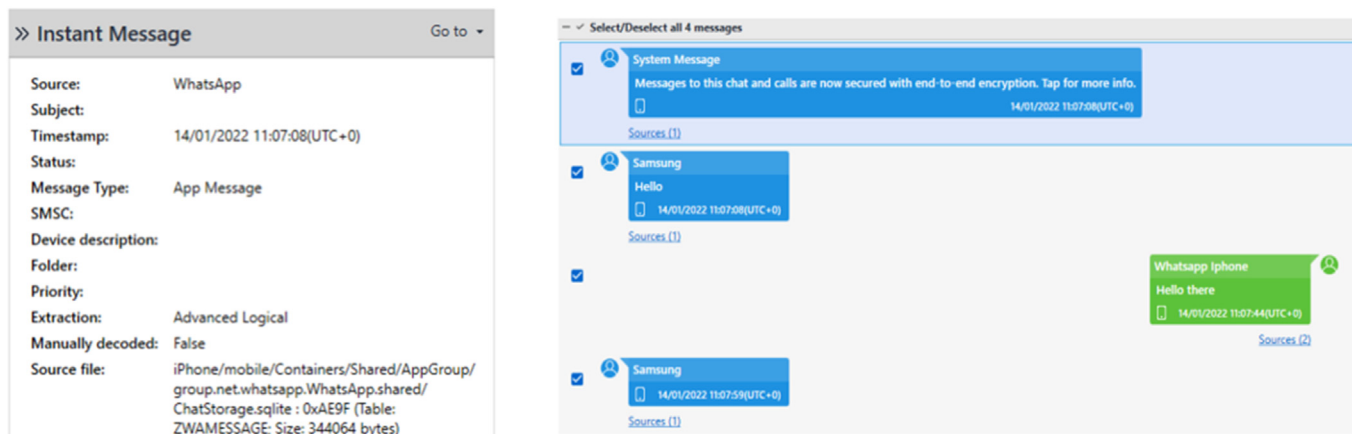 » Instant Message
Go to
Source: WhatsApp
Subject:
Timestamp: 14/01/2022 11:07:08(UTC+0)
Status:
Message Type: App Message
SMSC:
Device description:
Folder:
Priority:
Extraction: Advanced Logical
Manually decoded: False
Source file: iPhone/mobile/Containers/Shared/AppGroup/
group.net.whatsapp.WhatsApp.shared/
ChatStorage.sqlite : 0xAE9F (Table:
ZWAMESSAGE; Size: 344064 bytes)
Select/Deselect all 4 messages
System Message
Messages to this chat and calls are now secured with end-to-end encryption. Tap for more info.
14/01/2022 11:07:08(UTC+0)
Sources (1)
Samsung
Hello
14/01/2022 11:07:08(UTC+0)
Sources (1)
Whatsapp Iphone
Hello there
14/01/2022 11:07:44(UTC+0)
Sources (2)
Samsung
14/01/2022 11:07:59(UTC+0)
Sources (1)